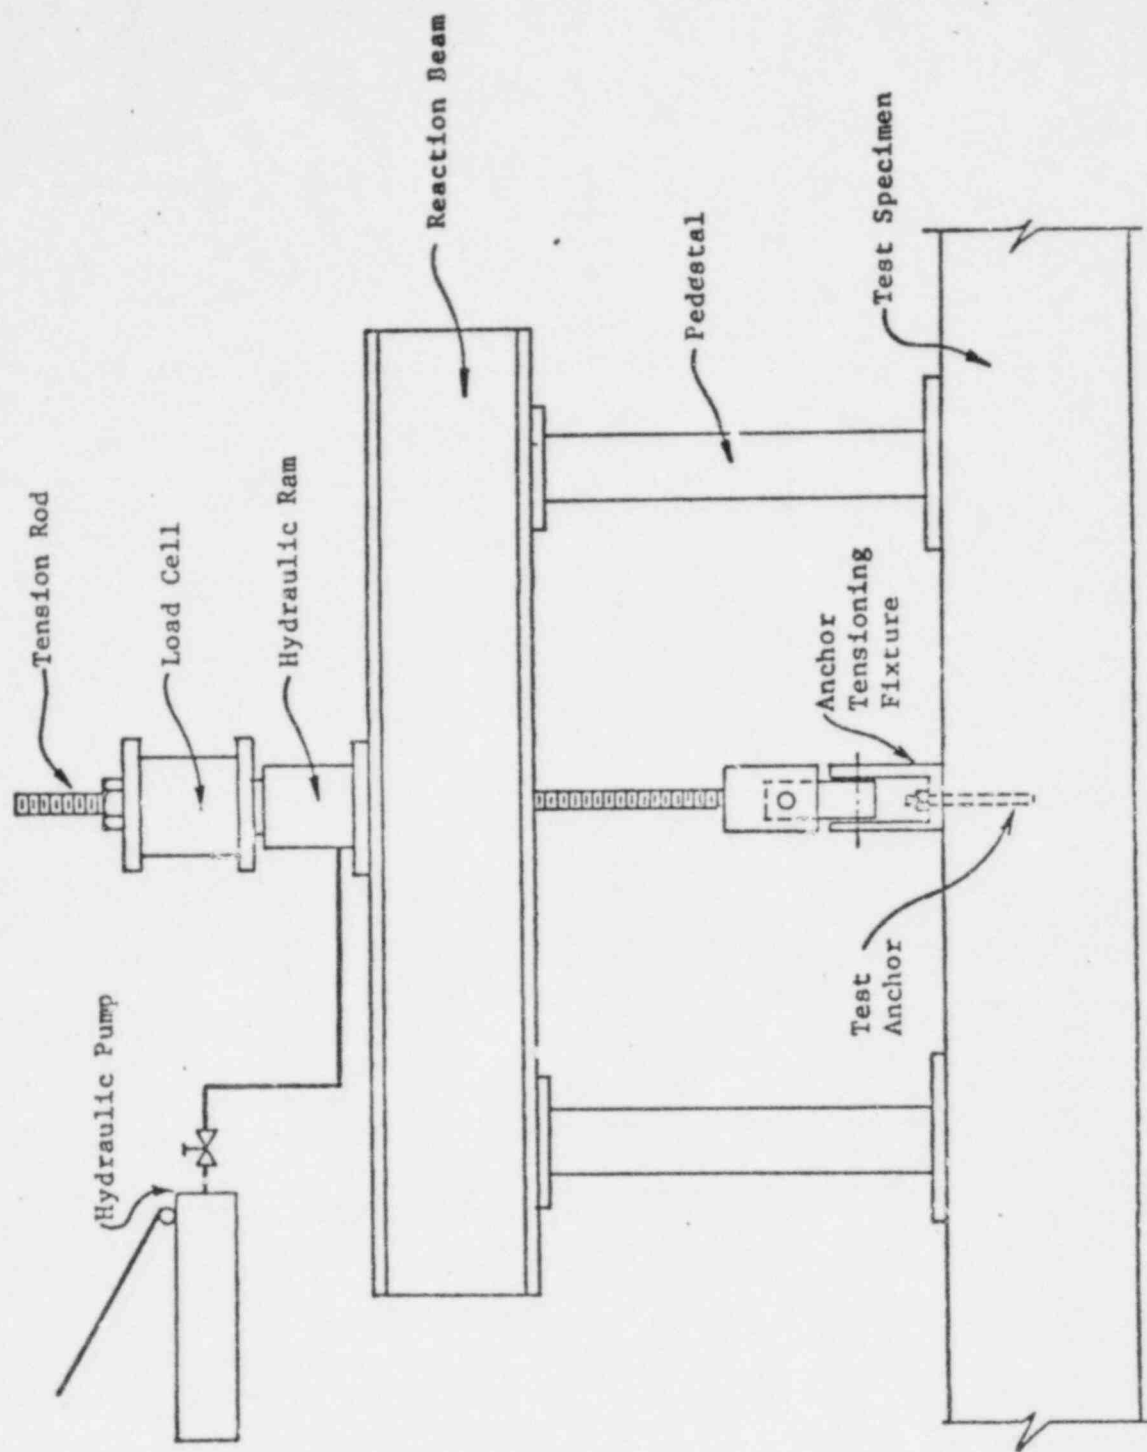 Tension Rod
Load Cell
Hydraulic Ram
Hydraulic Pump
Reaction Beam
Pedestal
Anchor
Tensioning
Fixture
Test
Anchor
Test Specimen